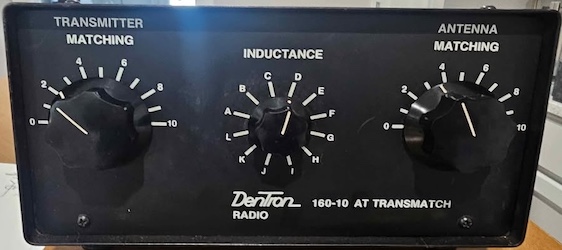 TRANSMITTER
MATCHING
0 2 4 6 8 10
INDUCTANCE
A B C D E F G H I J K L
ANTENNA
MATCHING
0 2 4 6 8 10
DenTron
RADIO
160-10 AT TRANSMATCH